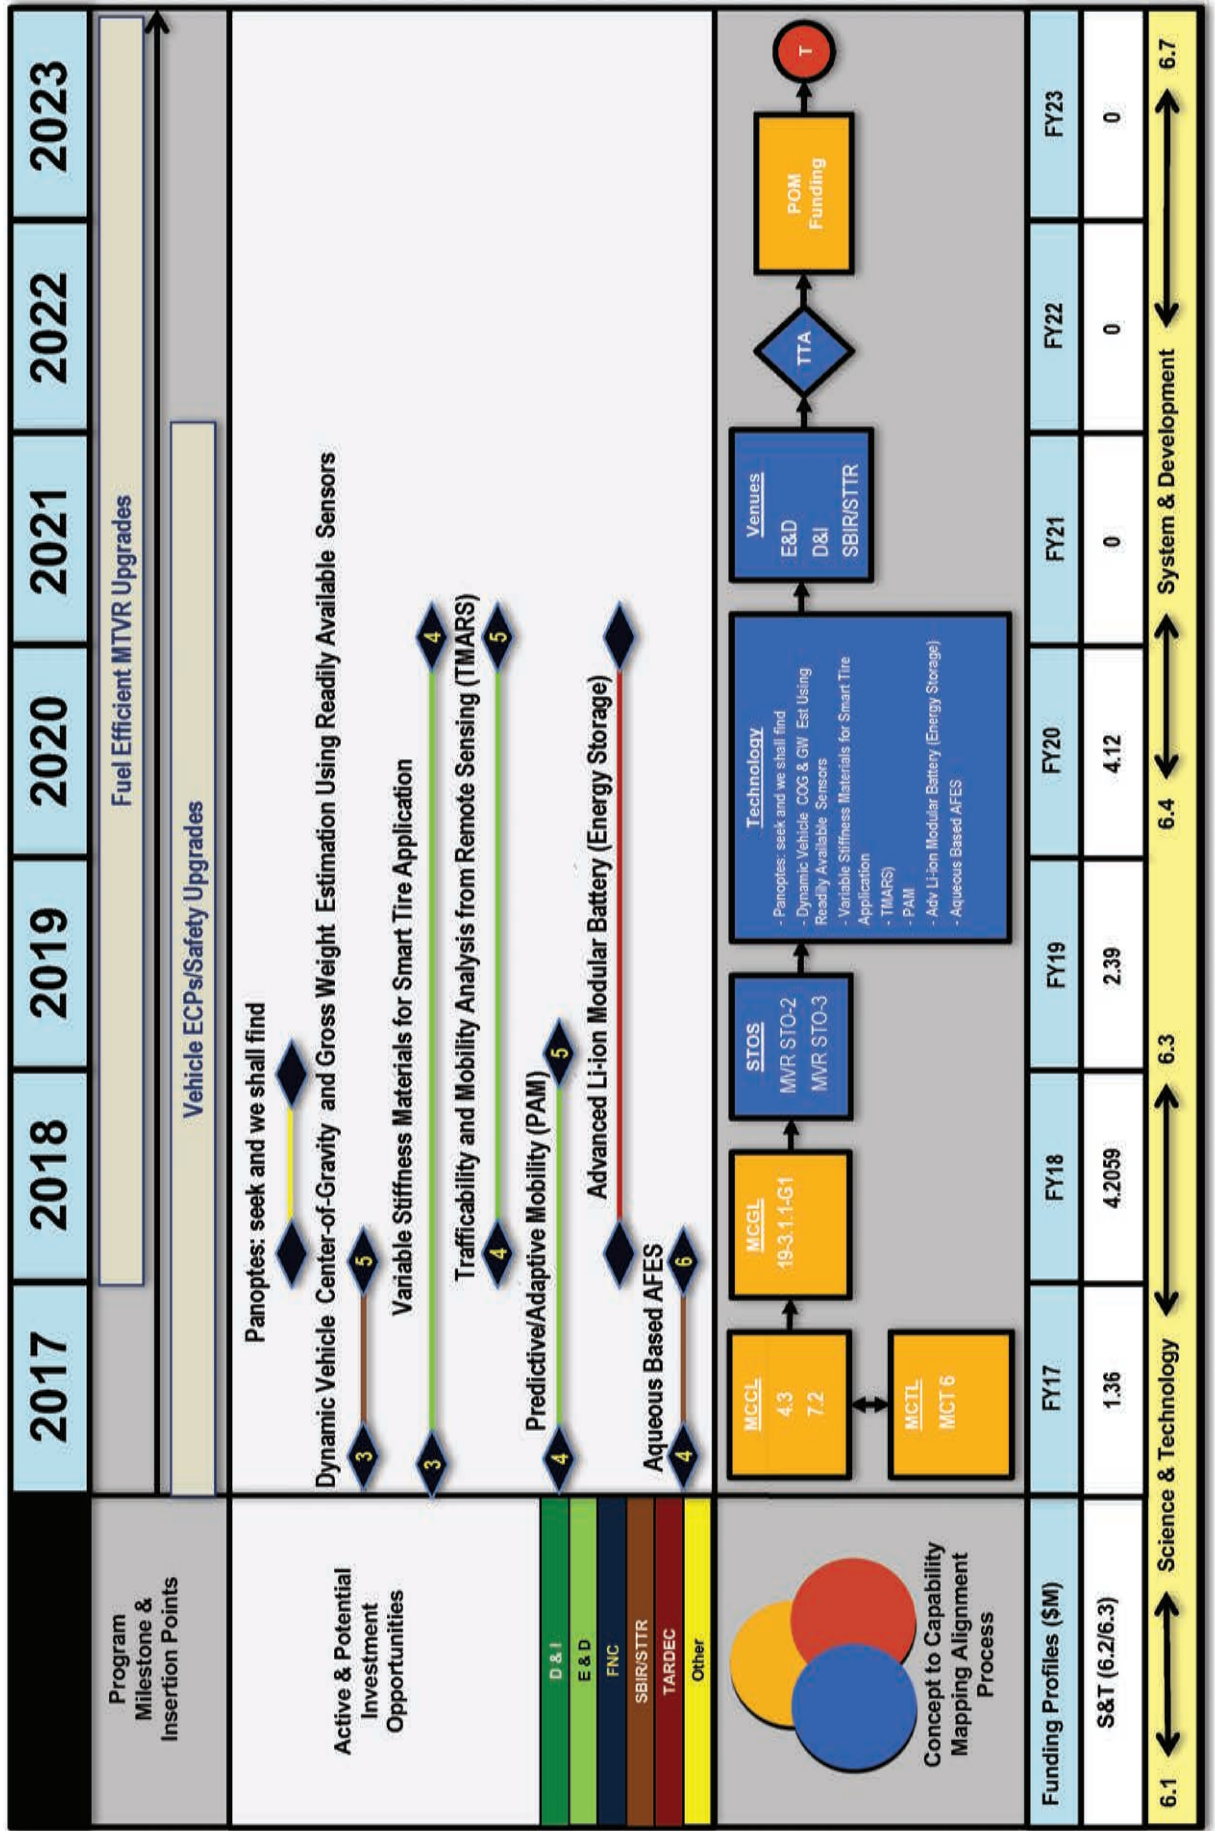 2017 2018 2019 2020 2021 2022 2023
Program
Milestone &
Insertion Points
Fuel Efficient MTVR Upgrades
Vehicle ECPs/Safety Upgrades
Active & Potential
Investment
Opportunities
Panoptes: seek and we shall find
Dynamic Vehicle Center-of-Gravity and Gross Weight Estimation Using Readily Available Sensors
3 5
Variable Stiffness Materials for Smart Tire Application
3 4
Trafficability and Mobility Analysis from Remote Sensing (TMARS)
4 5
Predictive/Adaptive Mobility (PAM)
4 5
Advanced Li-ion Modular Battery (Energy Storage)
Aqueous Based AFES
4 6
D & I
E & D
FNC
SBIR/STTR
TARDEC
Other
Concept to Capability
Mapping Alignment
Process
MCCL
4.3
7.2
MCTL
MCT 6
MCGL
19-3.1.1-G1
STOS
MVR STO-2
MVR STO-3
Technology
- Panoptes: seek and we shall find
- Dynamic Vehicle COG & GW Est Using
Readily Available Sensors
- Variable Stiffness Materials for Smart Tire
Application
- TMARS)
- PAM
- Adv Li-ion Modular Battery (Energy Storage)
- Aqueous Based AFES
Venues
E&D
D&I
SBIR/STTR
TTA
POM
Funding
T
Funding Profiles ($M) FY17 FY18 FY19 FY20 FY21 FY22 FY23
S&T (6.2/6.3) 1.36 4.2059 2.39 4.12 0 0 0
6.1 Science & Technology 6.3 6.4 System & Development 6.7